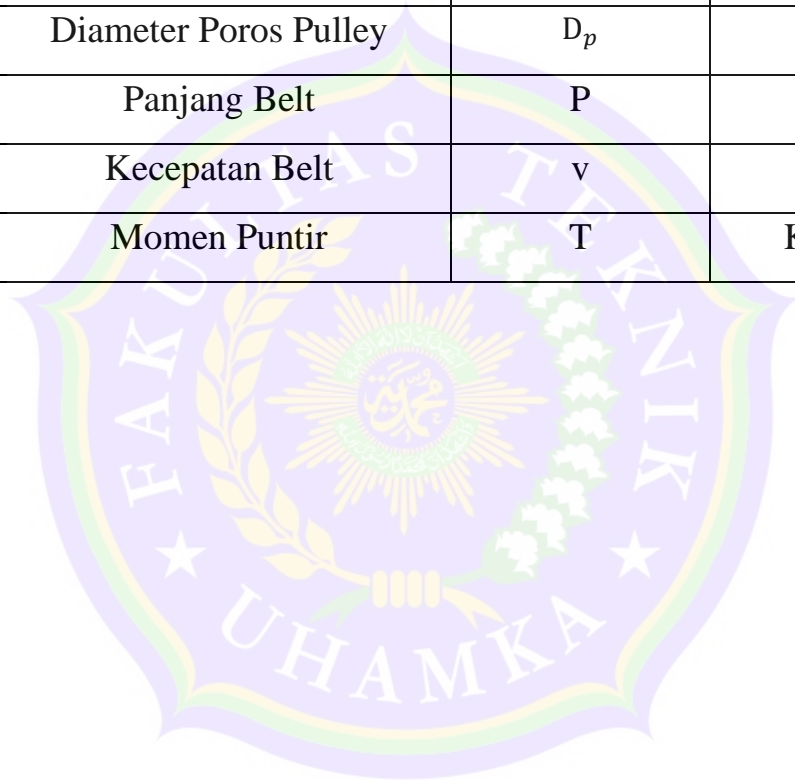 Diameter Poros Pulley D𝑝
Panjang Belt P
Kecepatan Belt v
Momen Puntir T
FAKULTAS TEKNIK
UHAMKA